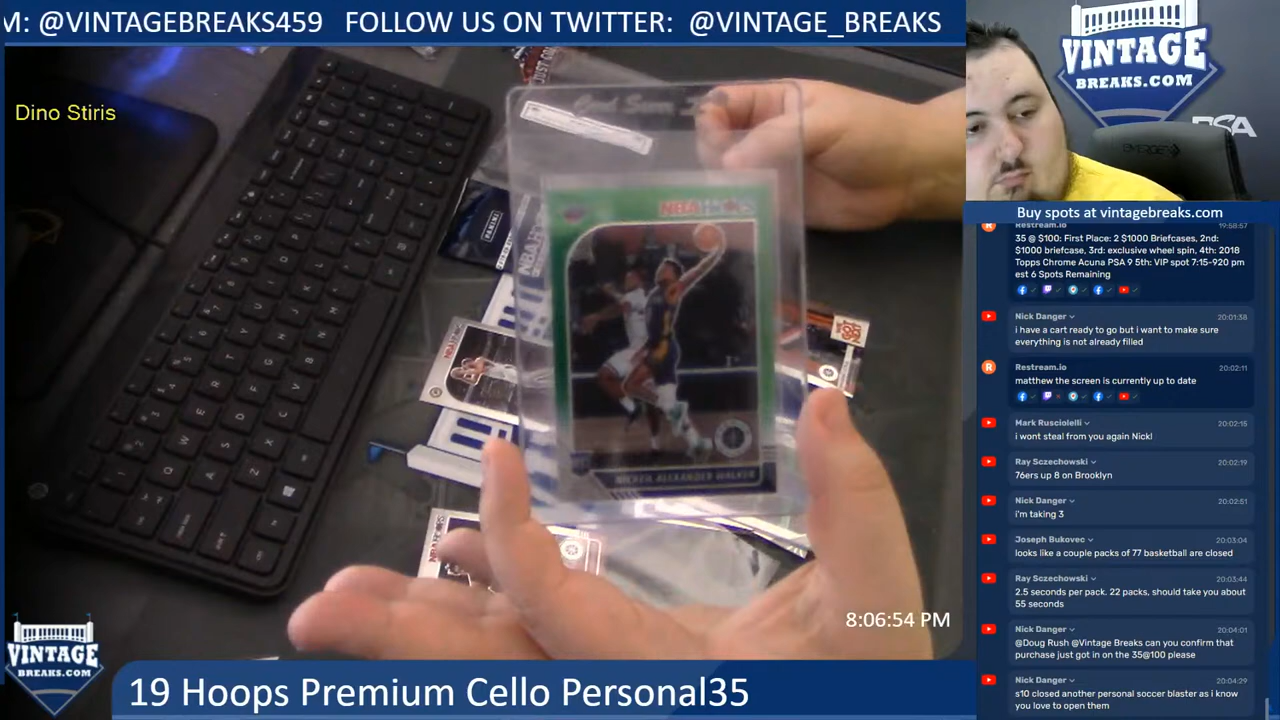 M: @VINTAGEBREAKS459 FOLLOW US ON TWITTER: @VINTAGE_BREAKS
Dino Stiris
NBA HOOPS
NICKEIL ALEXANDER-WALKER
PANINI
8:06:54 PM
VINTAGE
BREAKS.COM
19 Hoops Premium Cello Personal35
VINTAGE
BREAKS.COM
PSA
Buy spots at vintagebreaks.com
Restream.io 19:58:57
35 @ $100: First Place: 2 $1000 Briefcases, 2nd:
$1000 briefcase, 3rd: exclusive wheel spin. 4th: 2018
Topps Chrome Acuna PSA 9 5th: VIP spot 7:15-920 pm
est 6 Spots Remaining
Nick Danger 20:01:38
i have a cart ready to go but i want to make sure
everything is not already filled
Restream.io 20:02:11
matthew the screen is currently up to date
Mark Rusciolelli 20:02:15
i wont steal from you again Nick!
Ray Sczechowski 20:02:19
76ers up 8 on Brooklyn
Nick Danger 20:02:51
i'm taking 3
Joseph Bukovec 20:03:04
looks like a couple packs of 77 basketball are closed
Ray Sczechowski 20:03:44
2.5 seconds per pack. 22 packs, should take you about
55 seconds
Nick Danger 20:04:01
@Doug Rush @Vintage Breaks can you confirm that
purchase just got in on the 35@100 please
Nick Danger 20:04:29
s10 closed another personal soccer blaster as i know
you love to open them